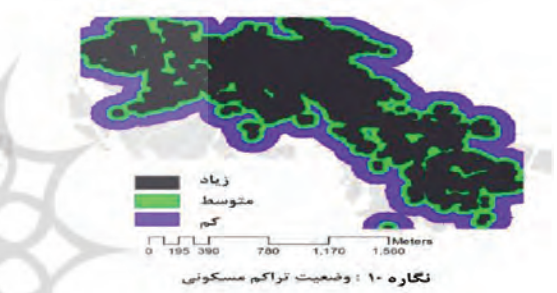 زیاد
متوسط
کم
Meters
0 195 390 780 1,170 1,560
نگاره ۱۰ : وضعیت تراکم مسکونی